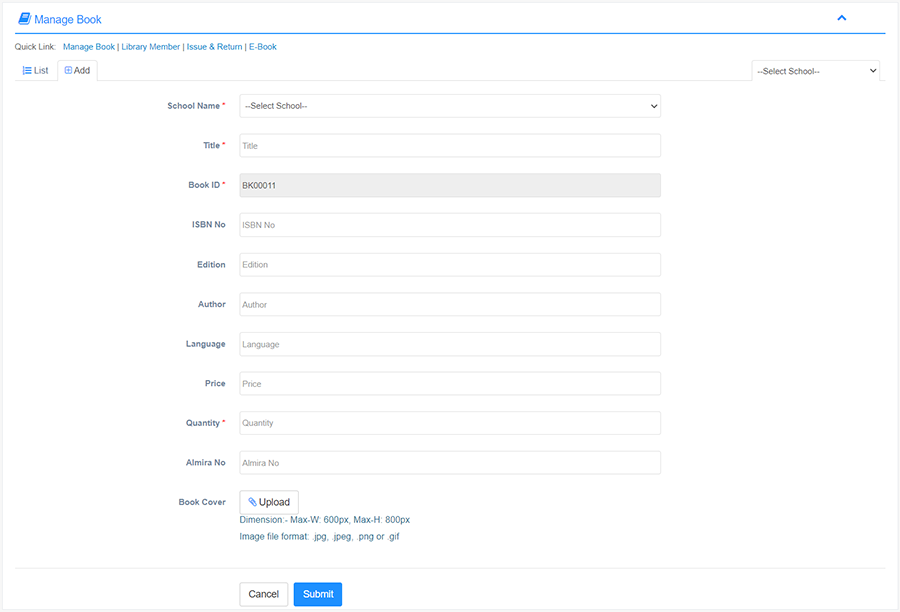 Manage Book
Quick Link: Manage Book | Library Member | Issue & Return | E-Book
List Add --Select School--
School Name * --Select School--
Title * Title
Book ID * BK00011
ISBN No ISBN No
Edition Edition
Author Author
Language Language
Price Price
Quantity * Quantity
Almira No Almira No
Book Cover Upload
Dimension:- Max-W: 600px, Max-H: 800px
Image file format: .jpg, .jpeg, .png or .gif
Cancel Submit